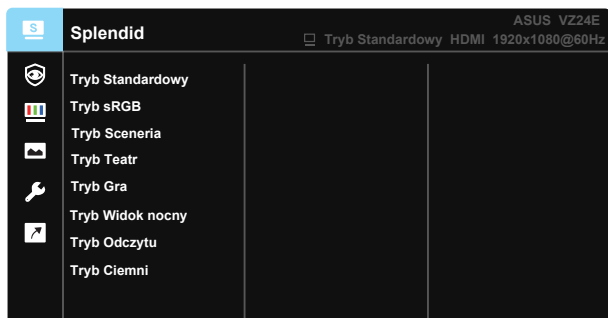 S
Splendid
ASUS VZ24E
Tryb Standardowy HDMI 1920x1080@60Hz
Tryb Standardowy
Tryb sRGB
Tryb Sceneria
Tryb Teatr
Tryb Gra
Tryb Widok nocny
Tryb Odczytu
Tryb Ciemni